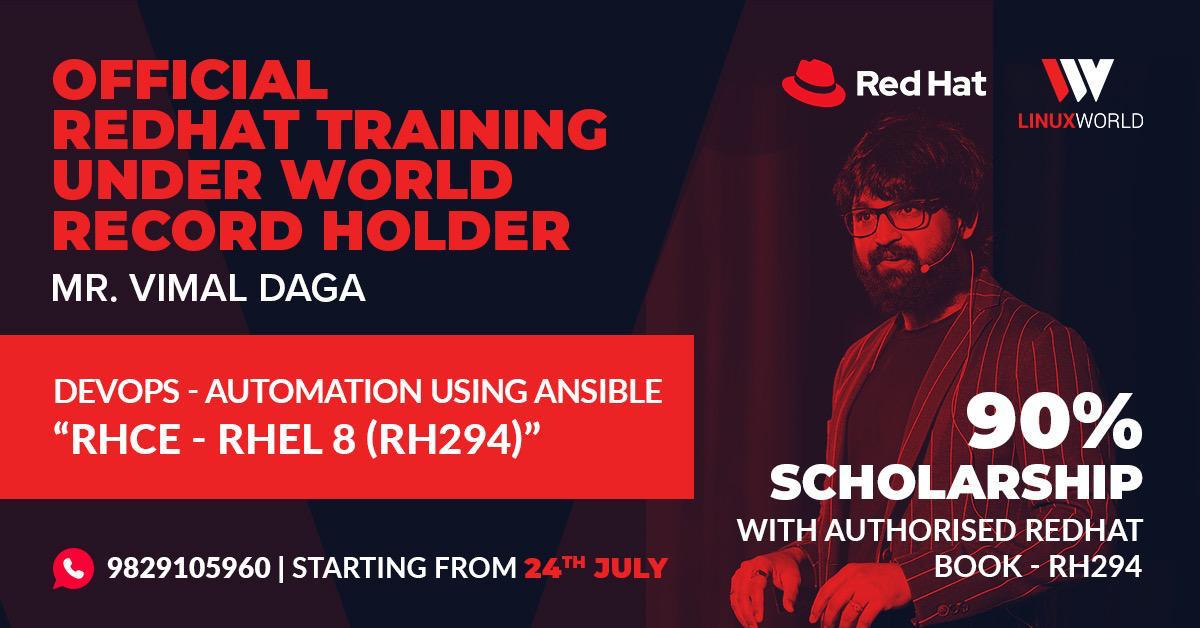 OFFICIAL
REDHAT TRAINING
UNDER WORLD
RECORD HOLDER
MR. VIMAL DAGA
Red Hat
LINUXWORLD
DEVOPS - AUTOMATION USING ANSIBLE
“RHCE - RHEL 8 (RH294)”
90%
SCHOLARSHIP
WITH AUTHORISED REDHAT
BOOK - RH294
9829105960 | STARTING FROM 24TH JULY